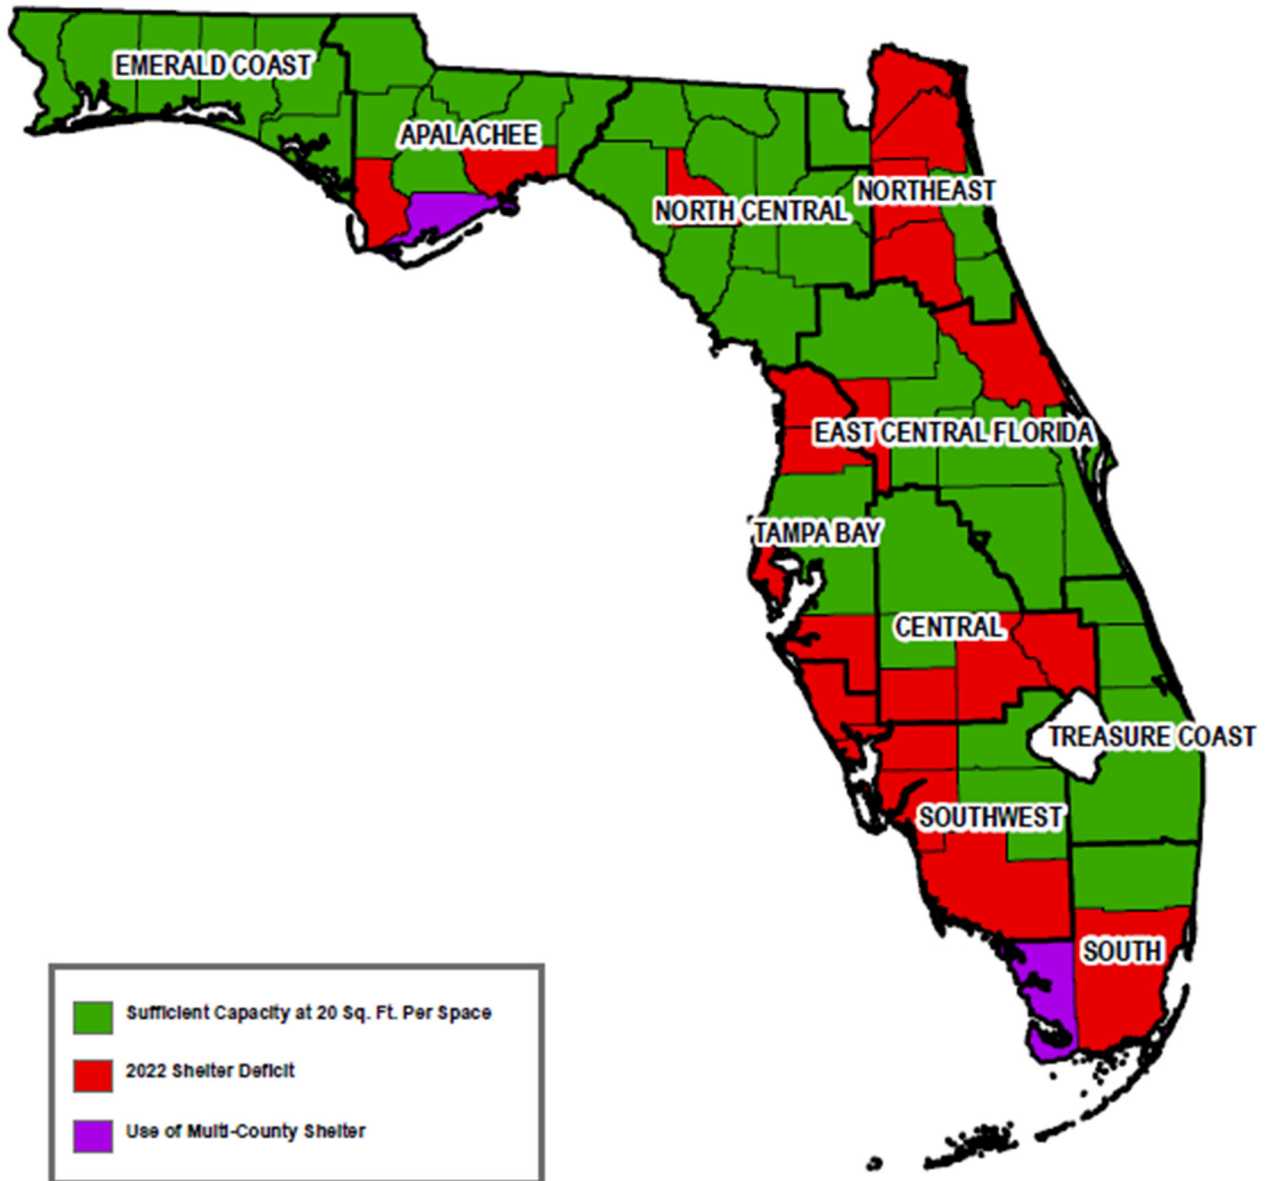 EMERALD COAST
APALACHEE
NORTH CENTRAL
NORTHEAST
EAST CENTRAL FLORIDA
TAMPA BAY
CENTRAL
TREASURE COAST
SOUTHWEST
SOUTH
Sufficient Capacity at 20 Sq. Ft. Per Space
2022 Shelter Deficit
Use of Multi-County Shelter